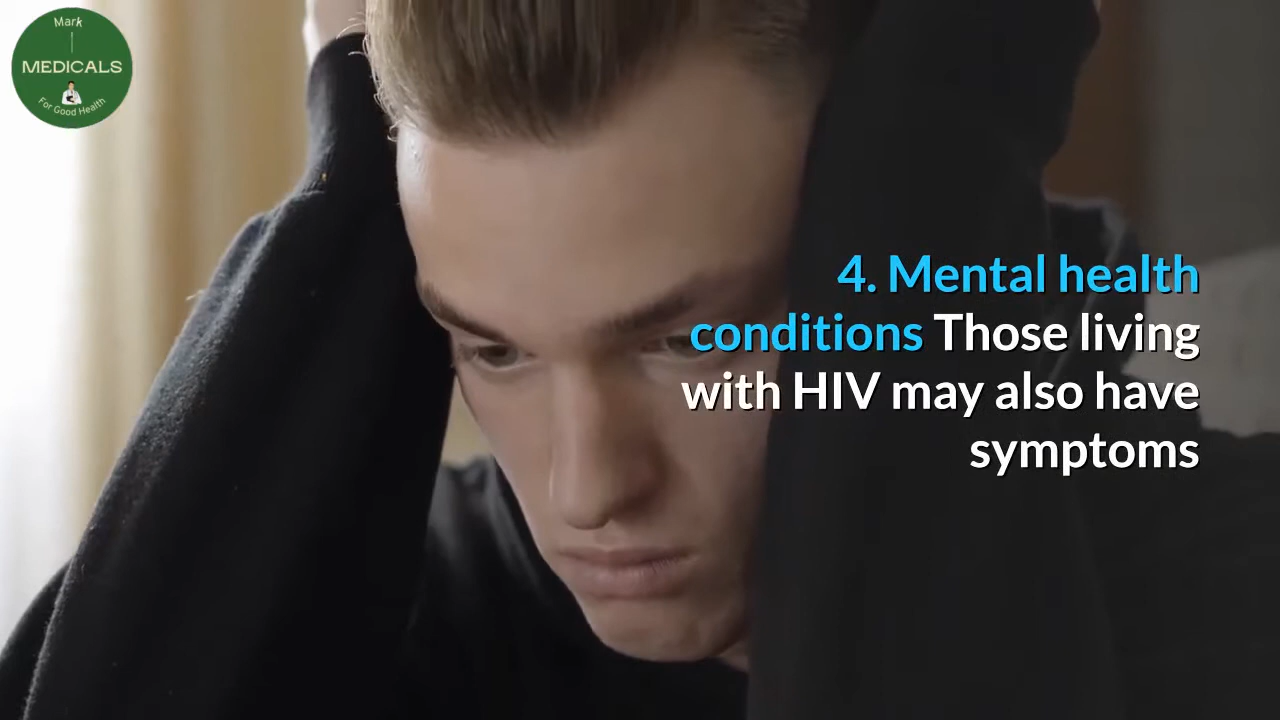 Mark
MEDICALS
For Good Health
4. Mental health
conditions Those living
with HIV may also have
symptoms